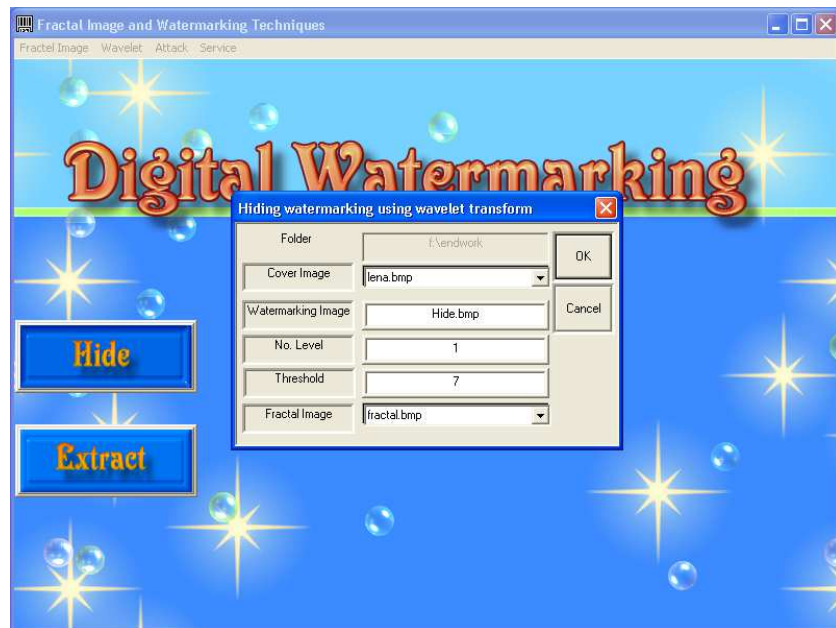 Fractal Image and Watermarking Techniques
Fractel Image Wavelet Attack Service
Digital Watermarking
Hiding watermarking using wavelet transform
Folder f:\endwork
OK
Cover Image lena.bmp
Watermarking Image Hide.bmp
Cancel
No. Level 1
Threshold 7
Fractal Image fractal.bmp
Hide
Extract